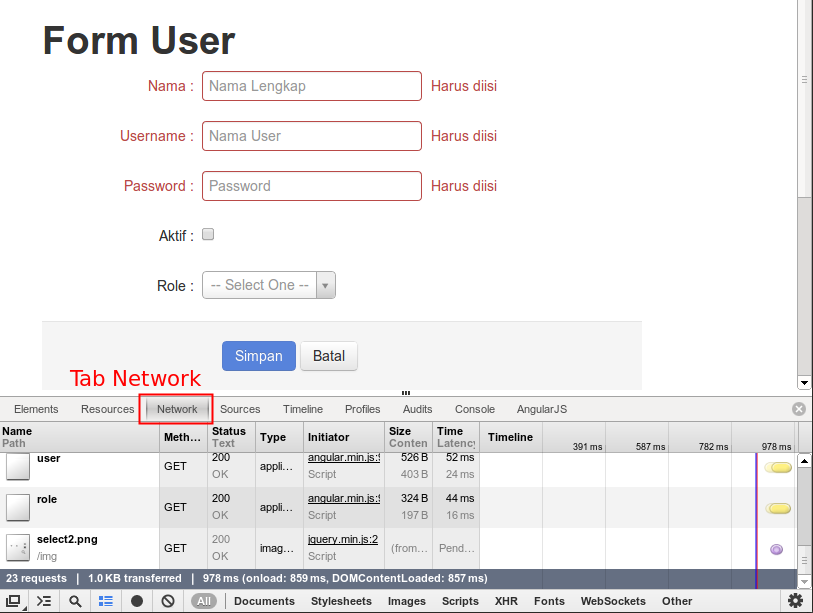 Form User
Nama : Nama Lengkap Harus diisi
Username : Nama User Harus diisi
Password : Password Harus diisi
Aktif :
Role : -- Select One --
Simpan Batal
Tab Network
Elements Resources Network Sources Timeline Profiles Audits Console AngularJS
Name Meth... Status Type Initiator Size Time Timeline
Path Text Conten Latency 391 ms 587 ms 782 ms 978 ms
user GET 200 appli... angular.min.js:9 526 B 52 ms
OK Script 403 B 24 ms
role GET 200 appli... angular.min.js:9 324 B 44 ms
OK Script 197 B 16 ms
select2.png GET 200 imag... jquery.min.js:2 (from... Pend...
/img OK Script
23 requests | 1.0 KB transferred | 978 ms (onload: 859 ms, DOMContentLoaded: 857 ms)
All Documents Stylesheets Images Scripts XHR Fonts WebSockets Other